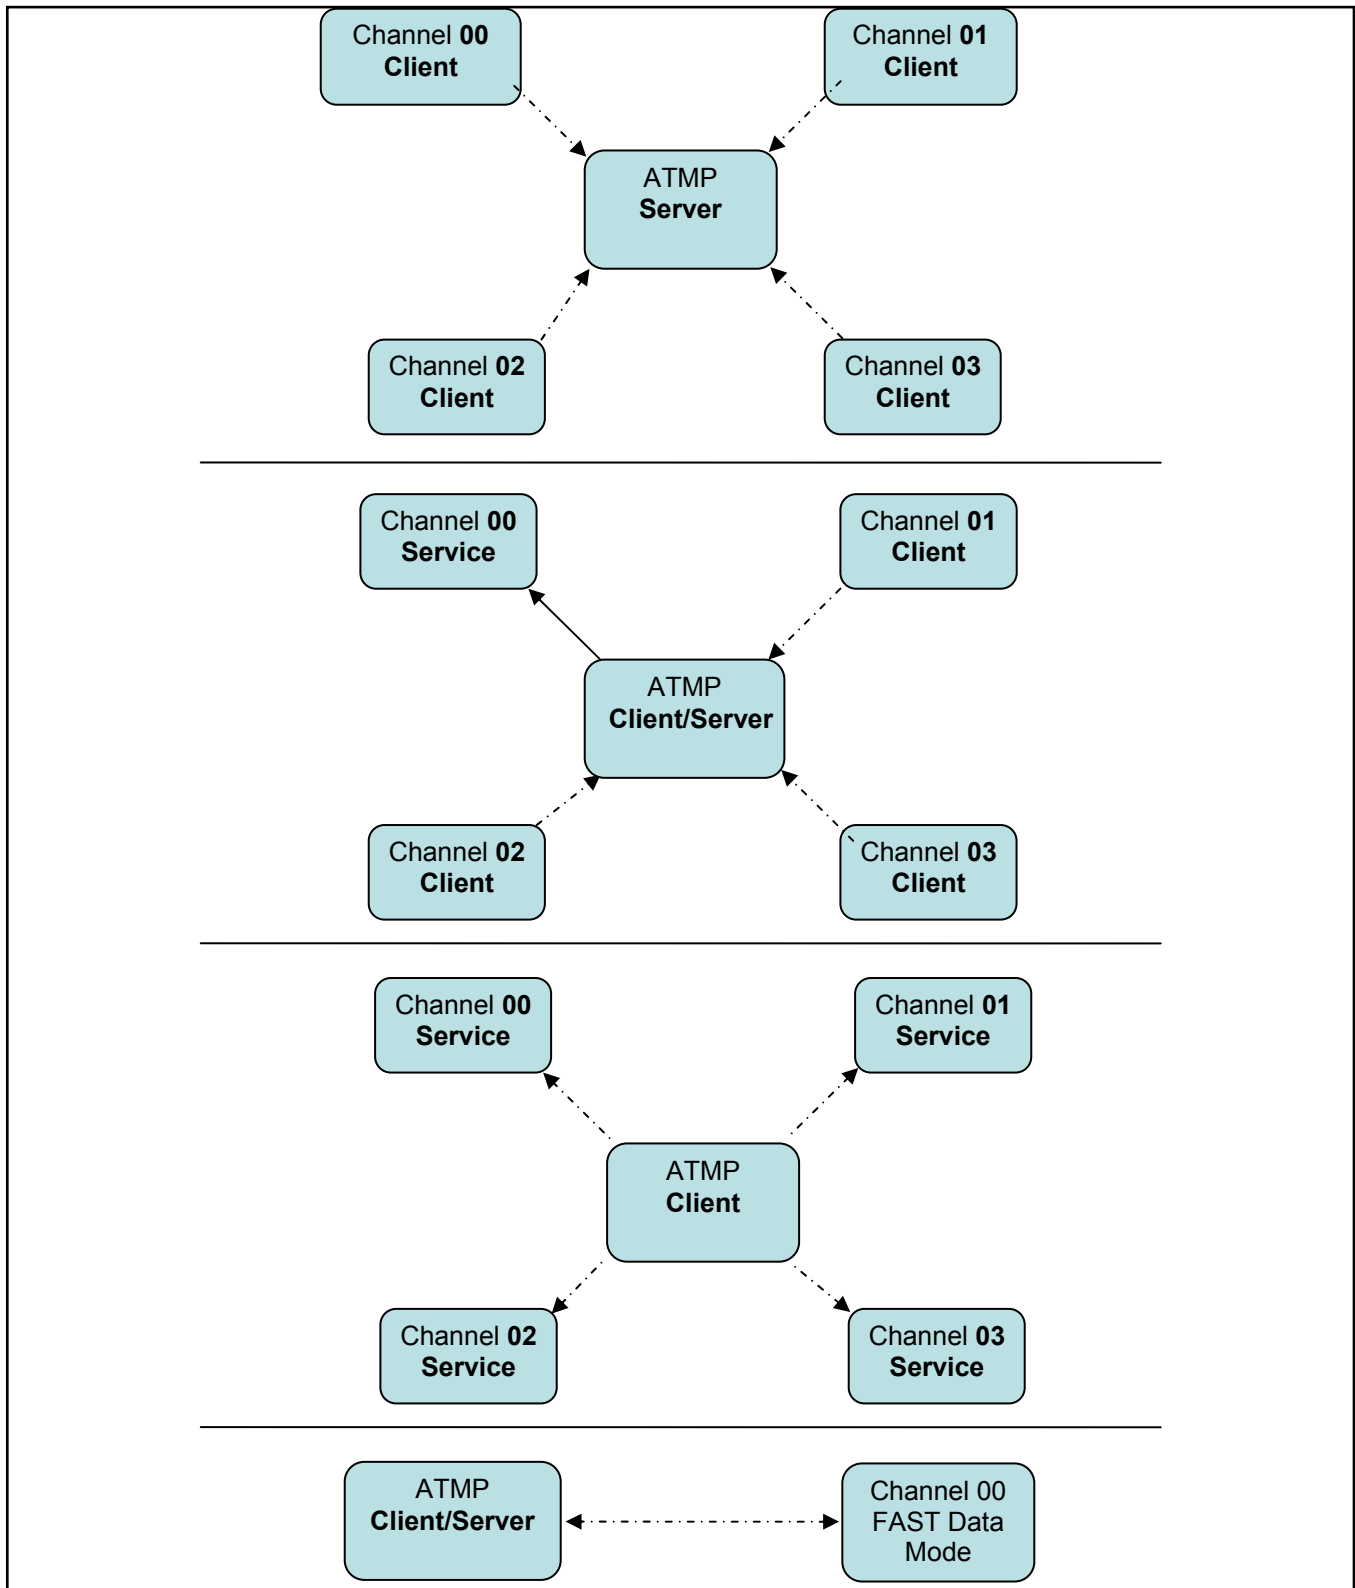 Channel 00
Client
Channel 01
Client
ATMP
Server
Channel 02
Client
Channel 03
Client
Channel 00
Service
Channel 01
Client
ATMP
Client/Server
Channel 02
Client
Channel 03
Client
Channel 00
Service
Channel 01
Service
ATMP
Client
Channel 02
Service
Channel 03
Service
ATMP
Client/Server
Channel 00
FAST Data
Mode